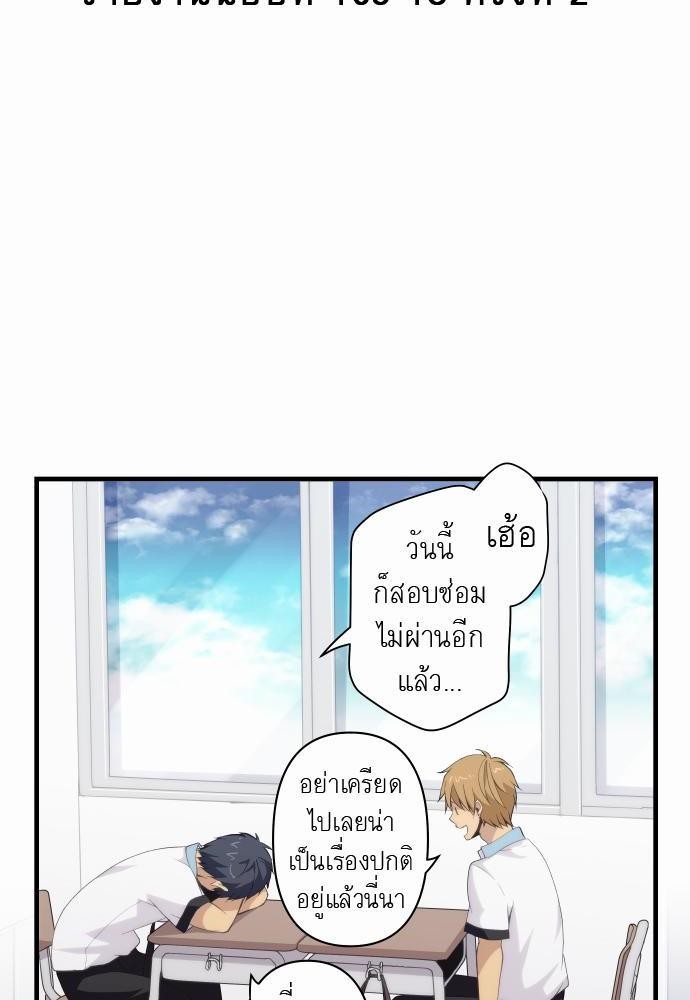 เฮ้อ
วันนี้
ก็สอบซ่อม
ไม่ผ่านอีก
แล้ว...
อย่าเครียด
ไปเลยน่า
เป็นเรื่องปกติ
อยู่แล้วนี่นา